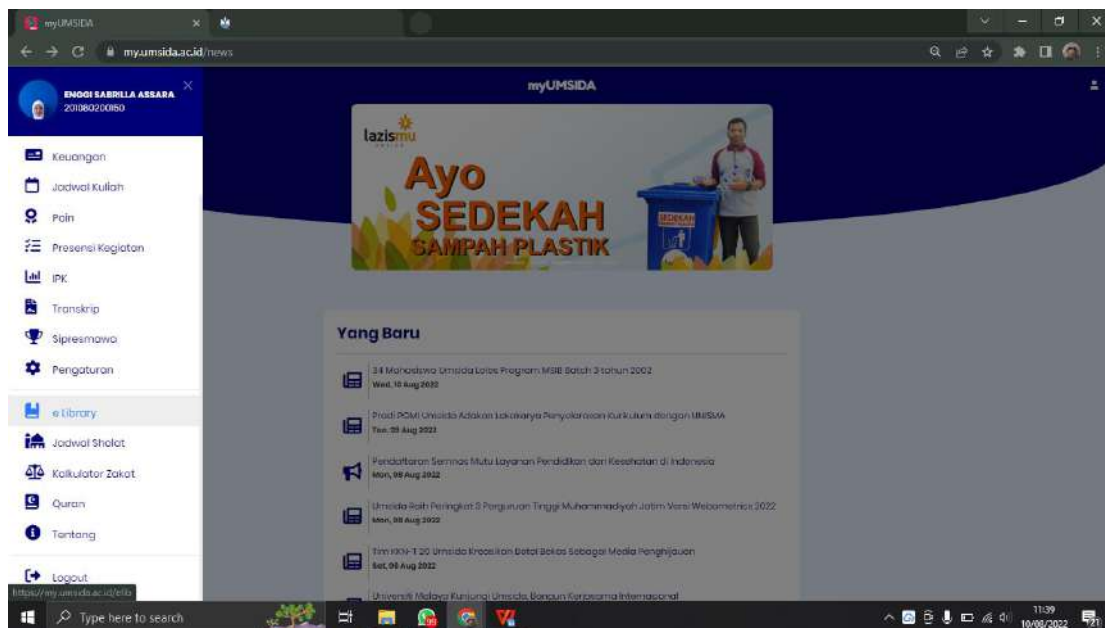 myUMSIDA
my.umsida.ac.id/news
ENGGI SABRILLA ASSARA
201080200150
Keuangan
Jadwal Kuliah
Poin
Presensi Kegiatan
IPK
Transkrip
Sipresmawa
Pengaturan
e Library
Jadwal Sholat
Kalkulator Zakat
Quran
Tentang
Logout
https://my.umsida.ac.id/elib
myUMSIDA
lazismu
Ayo
SEDEKAH
SAMPAH PLASTIK
SEDEKAH
Yang Baru
34 Mahasiswa Umsida Lolos Program MSIB Batch 3 tahun 2002
Wed, 10 Aug 2022
Prodi PGMI Umsida Adakan Lokakarya Penyelarasan Kurikulum dengan UNISMA
Tue, 09 Aug 2022
Pendaftaran Semnas Mutu Layanan Pendidikan dan Kesehatan di Indonesia
Mon, 08 Aug 2022
Umsida Raih Peringkat 3 Perguruan Tinggi Muhammadiyah Jatim Versi Webometrics 2022
Mon, 08 Aug 2022
Tim KKN-T 20 Umsida Kreasikan Botol Bekas Sebagai Media Penghijauan
Sat, 06 Aug 2022
Universiti Malaya Kunjungi Umsida, Bangun Kerjasama Internasional
Type here to search
11:39
10/08/2022